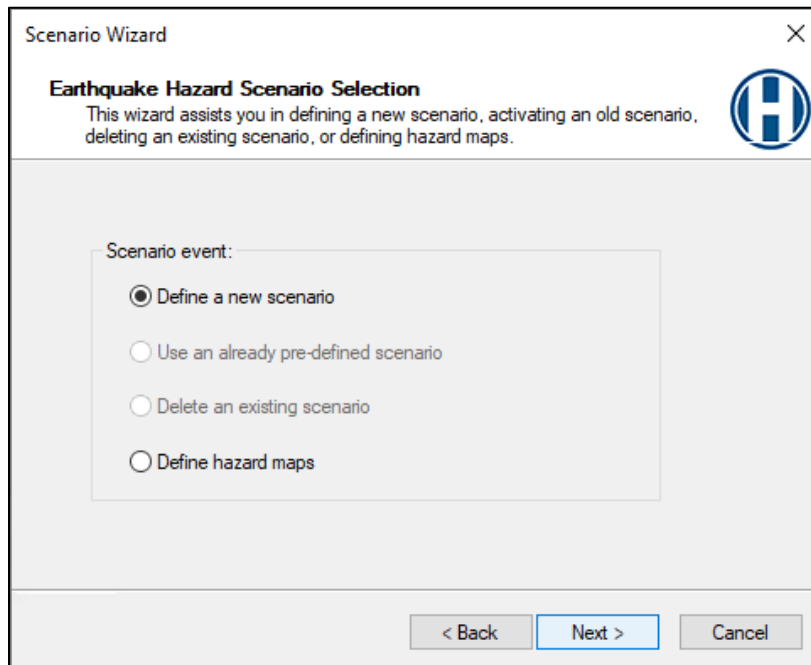 Scenario Wizard
Earthquake Hazard Scenario Selection
This wizard assists you in defining a new scenario, activating an old scenario,
deleting an existing scenario, or defining hazard maps.
Scenario event:
Define a new scenario
Use an already pre-defined scenario
Delete an existing scenario
Define hazard maps
< Back Next > Cancel